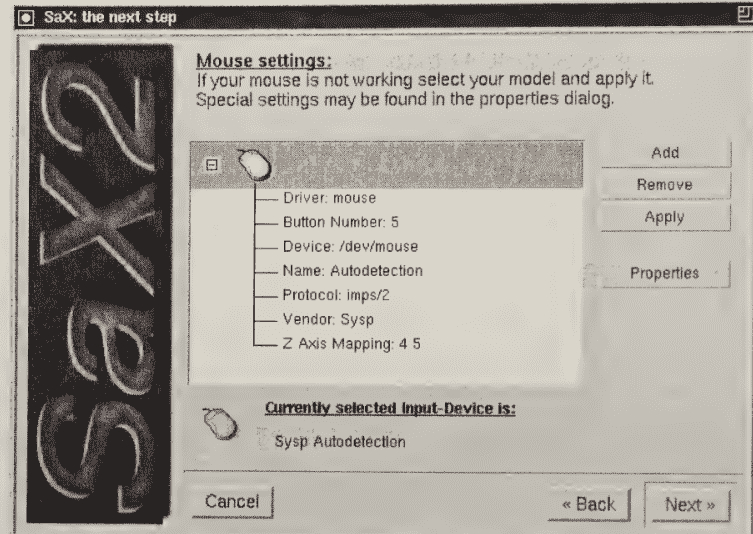 SaX: the next step
SaX2
Mouse settings:
If your mouse is not working select your model and apply it.
Special settings may be found in the properties dialog.
Driver: mouse
Button Number: 5
Device: /dev/mouse
Name: Autodetection
Protocol: imps/2
Vendor: Sysp
Z Axis Mapping: 4 5
Add
Remove
Apply
Properties
Currently selected Input-Device is:
Sysp Autodetection
Cancel
« Back
Next »